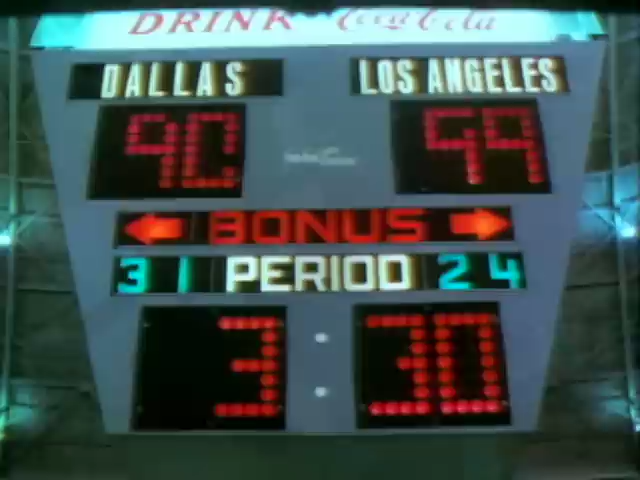 DRINK Coca-Cola
DALLAS LOS ANGELES
90 99
BONUS
3 1 PERIOD 2 4
3 : 30